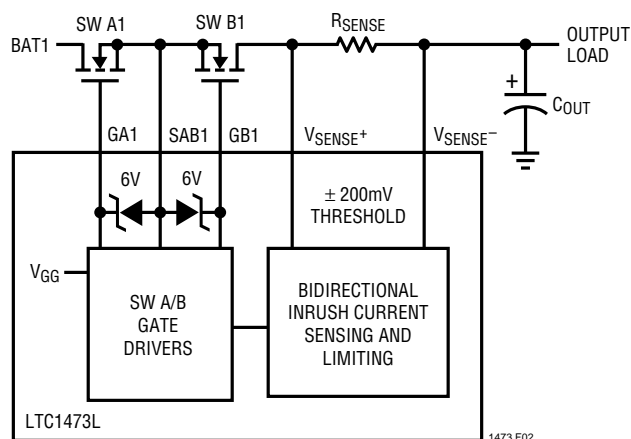 SW A1
SW B1
RSENSE
BAT1
OUTPUT
LOAD
+
COUT
GA1
SAB1
GB1
VSENSE+
VSENSE–
6V
6V
± 200mV
THRESHOLD
VGG
SW A/B
GATE
DRIVERS
BIDIRECTIONAL
INRUSH CURRENT
SENSING AND
LIMITING
LTC1473L
1473 F02